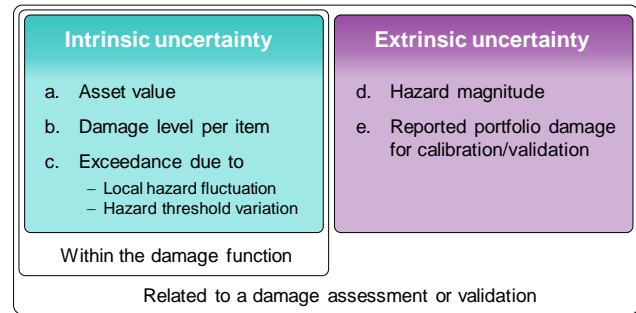 Intrinsic uncertainty
a. Asset value
b. Damage level per item
c. Exceedance due to
– Local hazard fluctuation
– Hazard threshold variation
Within the damage function
Extrinsic uncertainty
d. Hazard magnitude
e. Reported portfolio damage
for calibration/validation
Related to a damage assessment or validation